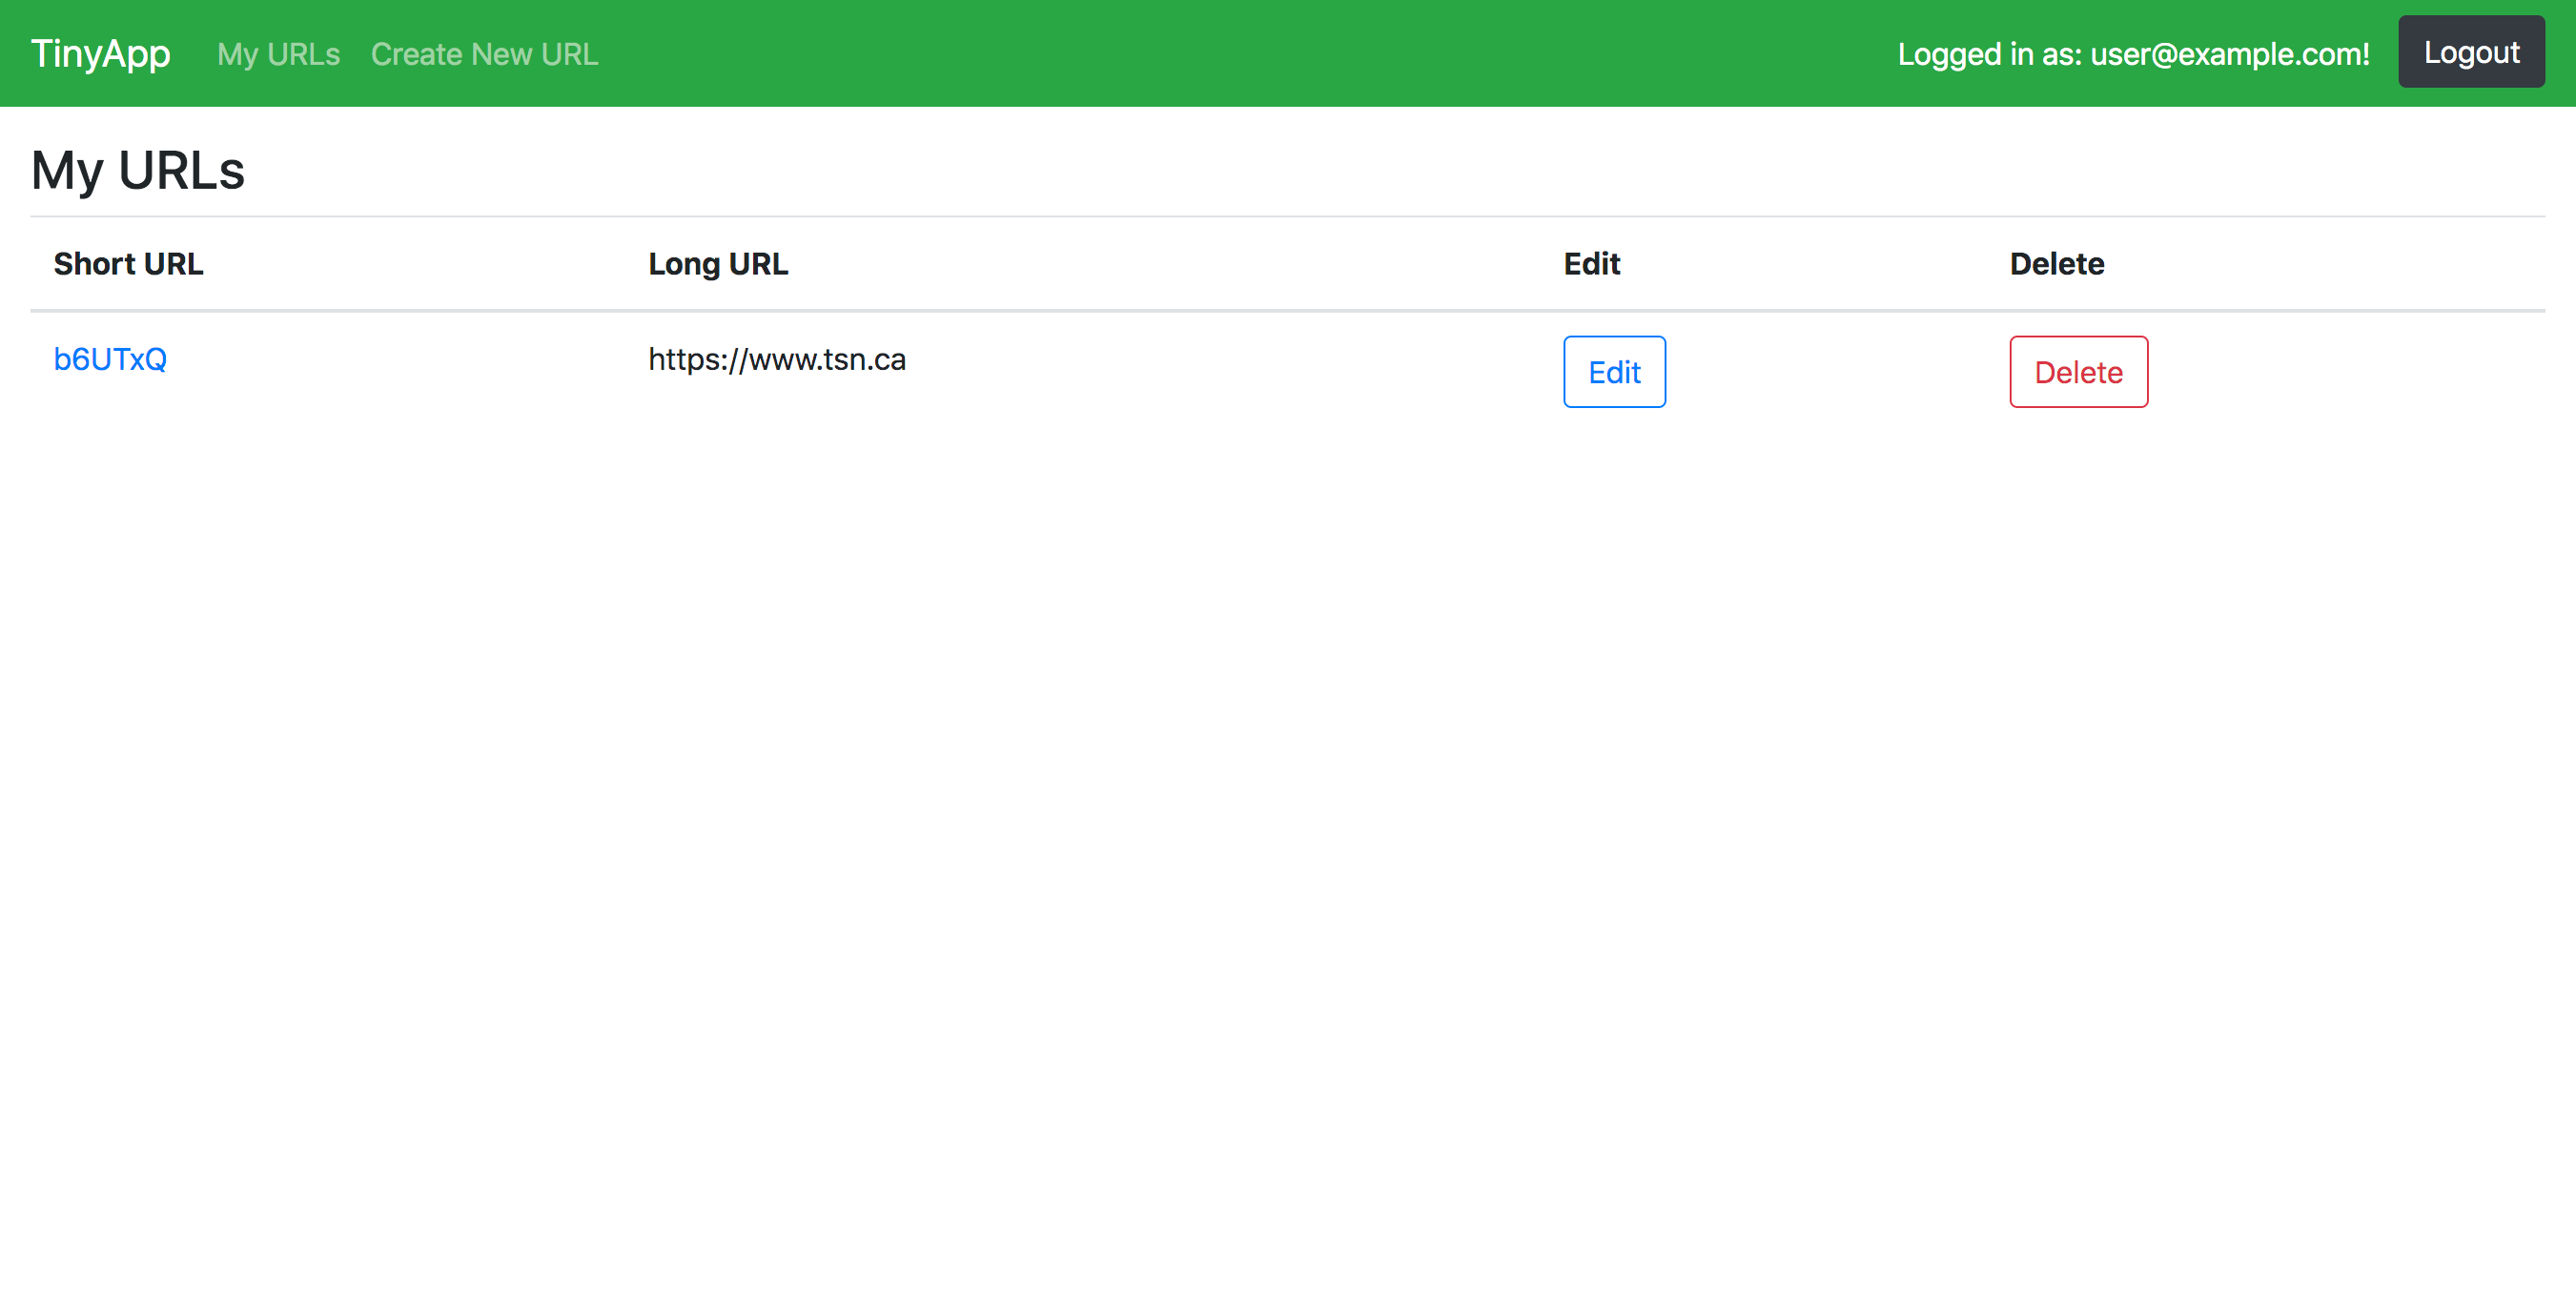 TinyApp My URLs Create New URL Logged in as: user@example.com! Logout
My URLs
Short URL Long URL Edit Delete
b6UTxQ https://www.tsn.ca Edit Delete